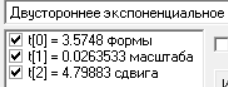 Двустороннее экспоненциальное
t[0] = 3.5748 формы
t[1] = 0.0263533 масштаба
t[2] = 4.79883 сдвига